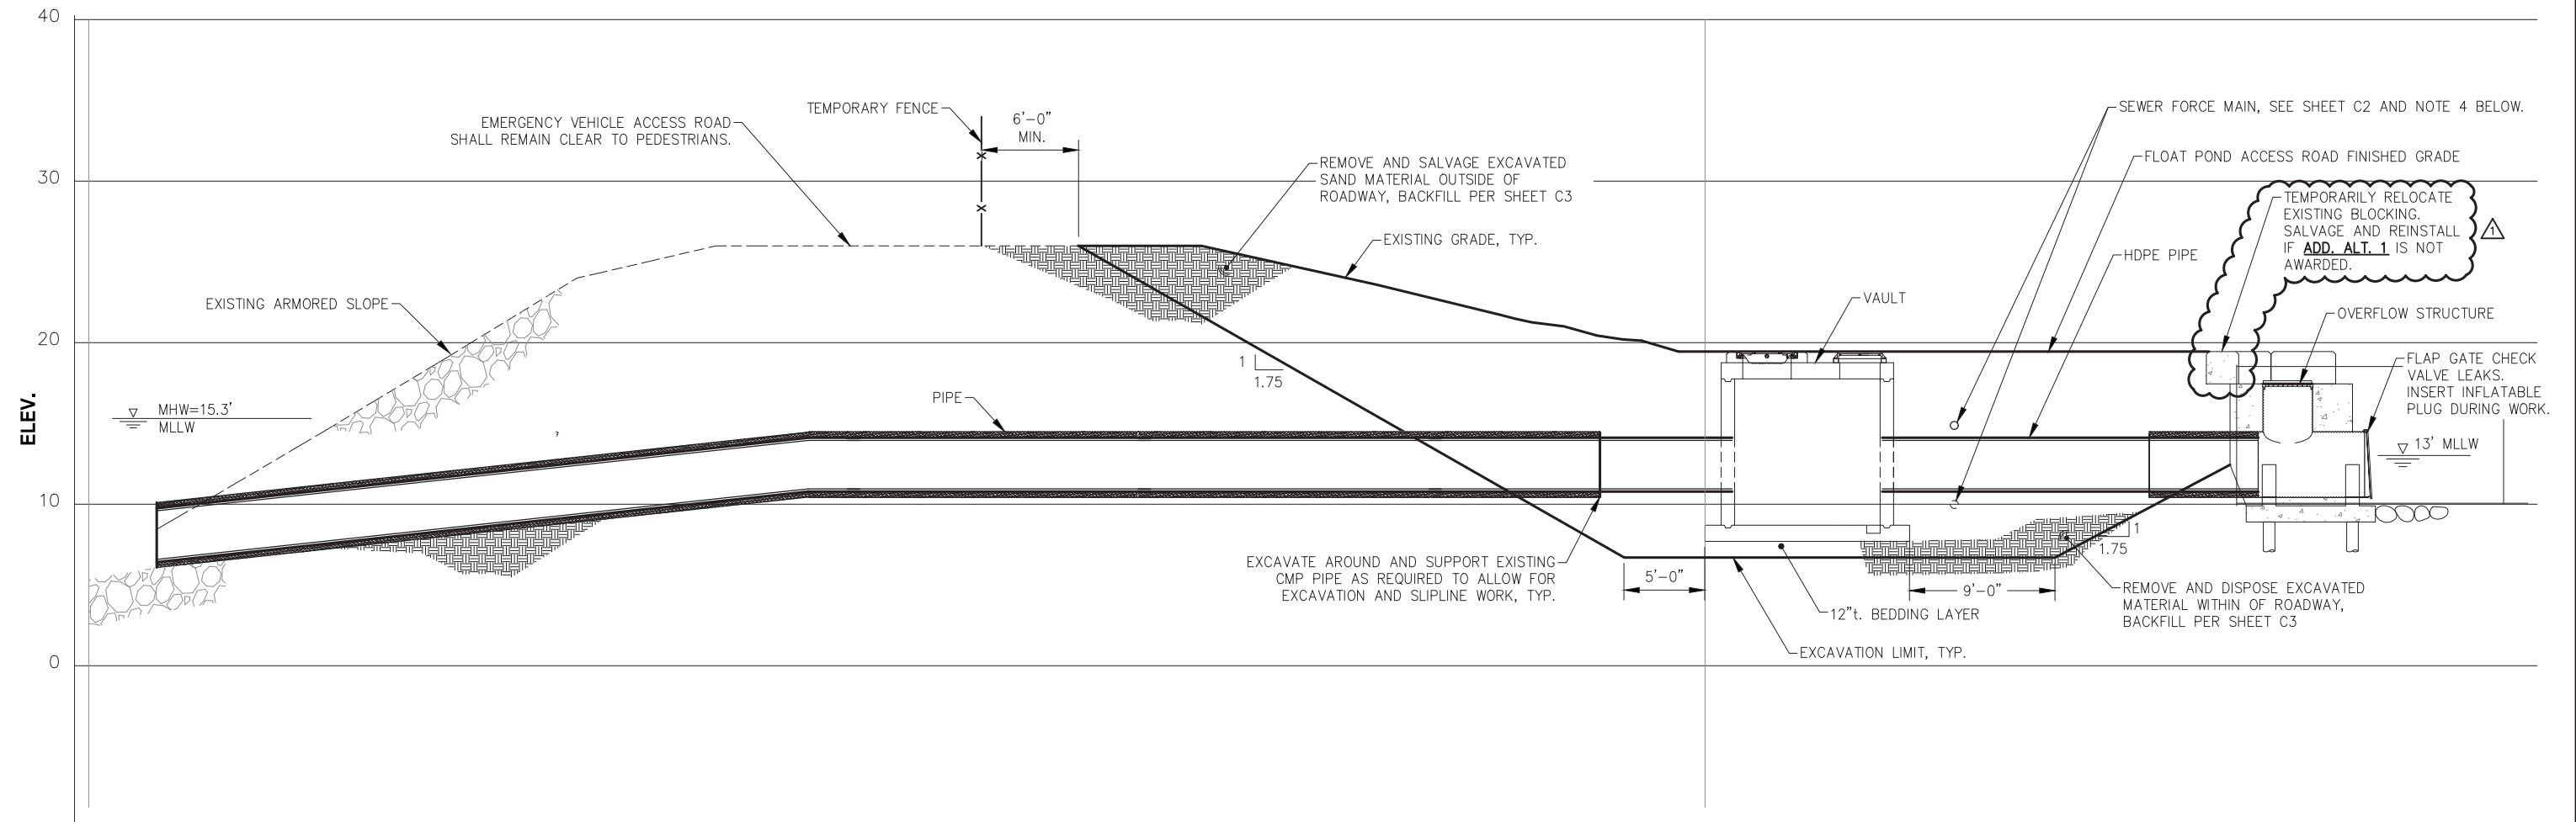 40
TEMPORARY FENCE
6'-0"
MIN.
SEWER FORCE MAIN, SEE SHEET C2 AND NOTE 4 BELOW.
EMERGENCY VEHICLE ACCESS ROAD
SHALL REMAIN CLEAR TO PEDESTRIANS.
REMOVE AND SALVAGE EXCAVATED
SAND MATERIAL OUTSIDE OF
ROADWAY, BACKFILL PER SHEET C3
FLOAT POND ACCESS ROAD FINISHED GRADE
30
X
X
TEMPORARILY RELOCATE
EXISTING BLOCKING.
SALVAGE AND REINSTALL
IF ADD. ALT. 1 IS NOT
AWARDED.
1
EXISTING GRADE, TYP.
HDPE PIPE
EXISTING ARMORED SLOPE
VAULT
OVERFLOW STRUCTURE
20
1
1.75
FLAP GATE CHECK
VALVE LEAKS.
INSERT INFLATABLE
PLUG DURING WORK.
ELEV.
MHW=15.3'
MLLW
PIPE
13' MLLW
10
1
1.75
EXCAVATE AROUND AND SUPPORT EXISTING
CMP PIPE AS REQUIRED TO ALLOW FOR
EXCAVATION AND SLIPLINE WORK, TYP.
5'-0"
9'-0"
REMOVE AND DISPOSE EXCAVATED
MATERIAL WITHIN OF ROADWAY,
BACKFILL PER SHEET C3
12"t. BEDDING LAYER
EXCAVATION LIMIT, TYP.
0